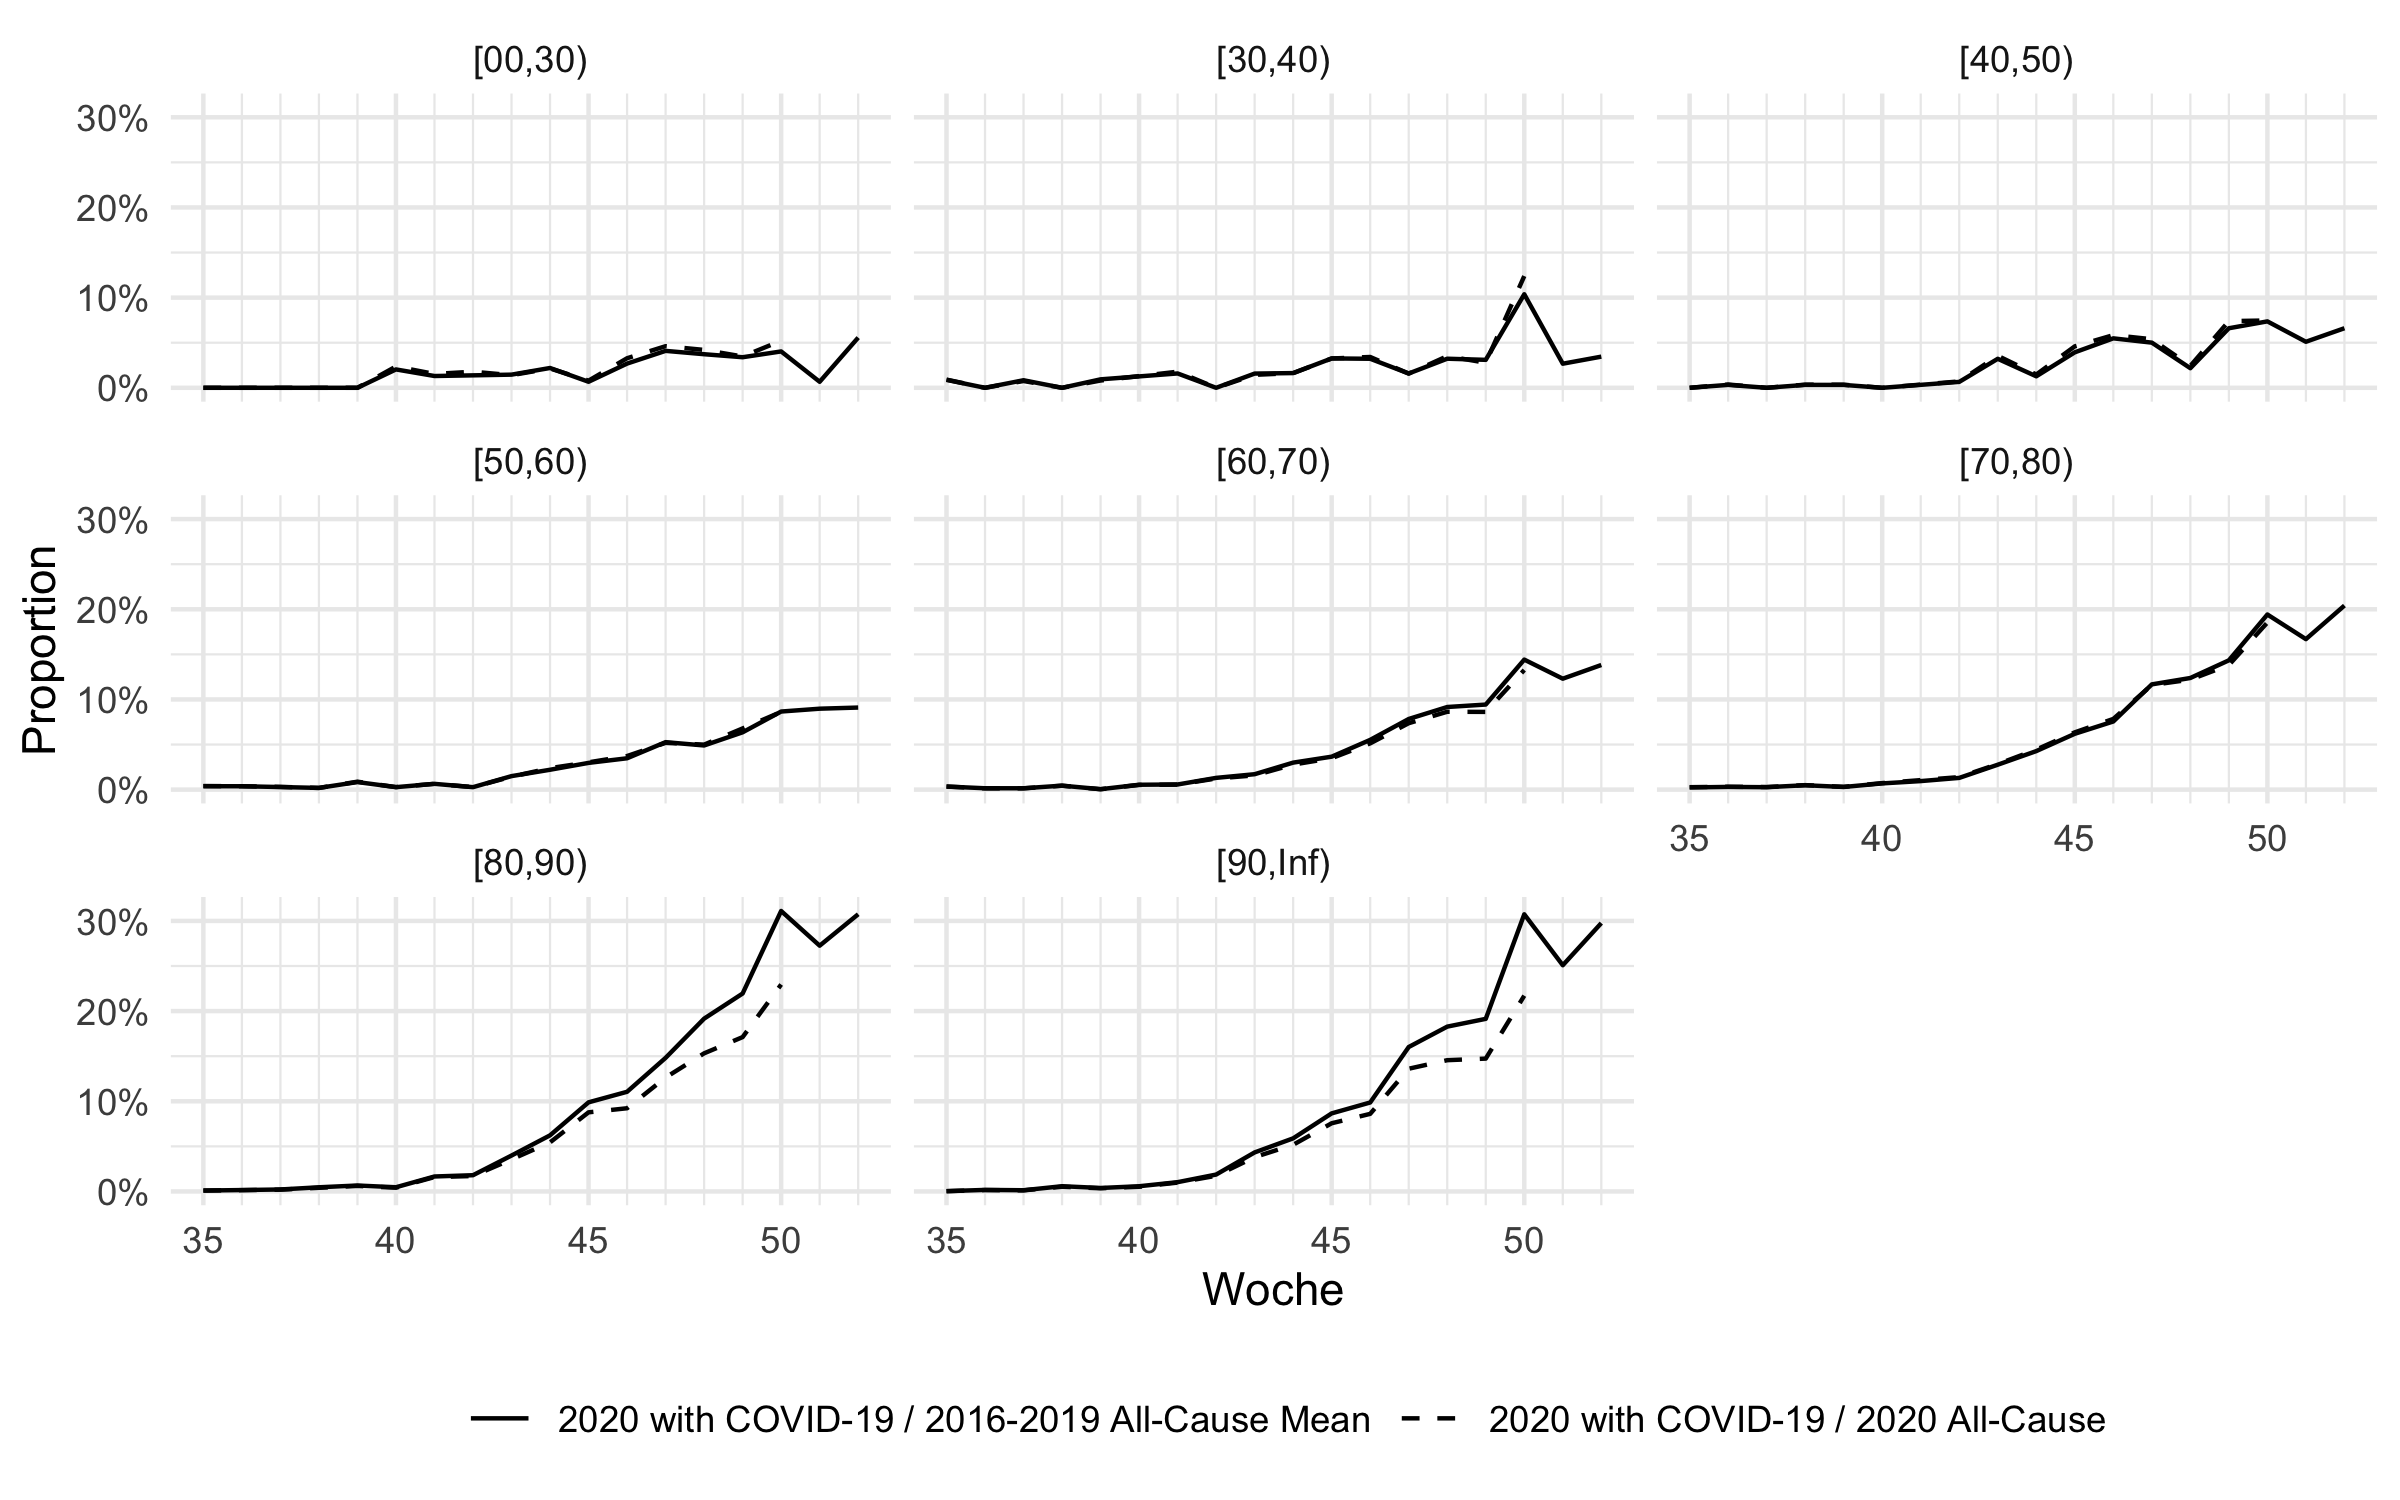 [00,30) [30,40) [40,50)
30%
20%
10%
0%
[50,60) [60,70) [70,80)
30%
20%
10%
0%
35 40 45 50
[80,90) [90,Inf)
30%
20%
10%
0%
35 40 45 50 35 40 45 50
Proportion
Woche
2020 with COVID-19 / 2016-2019 All-Cause Mean 2020 with COVID-19 / 2020 All-Cause